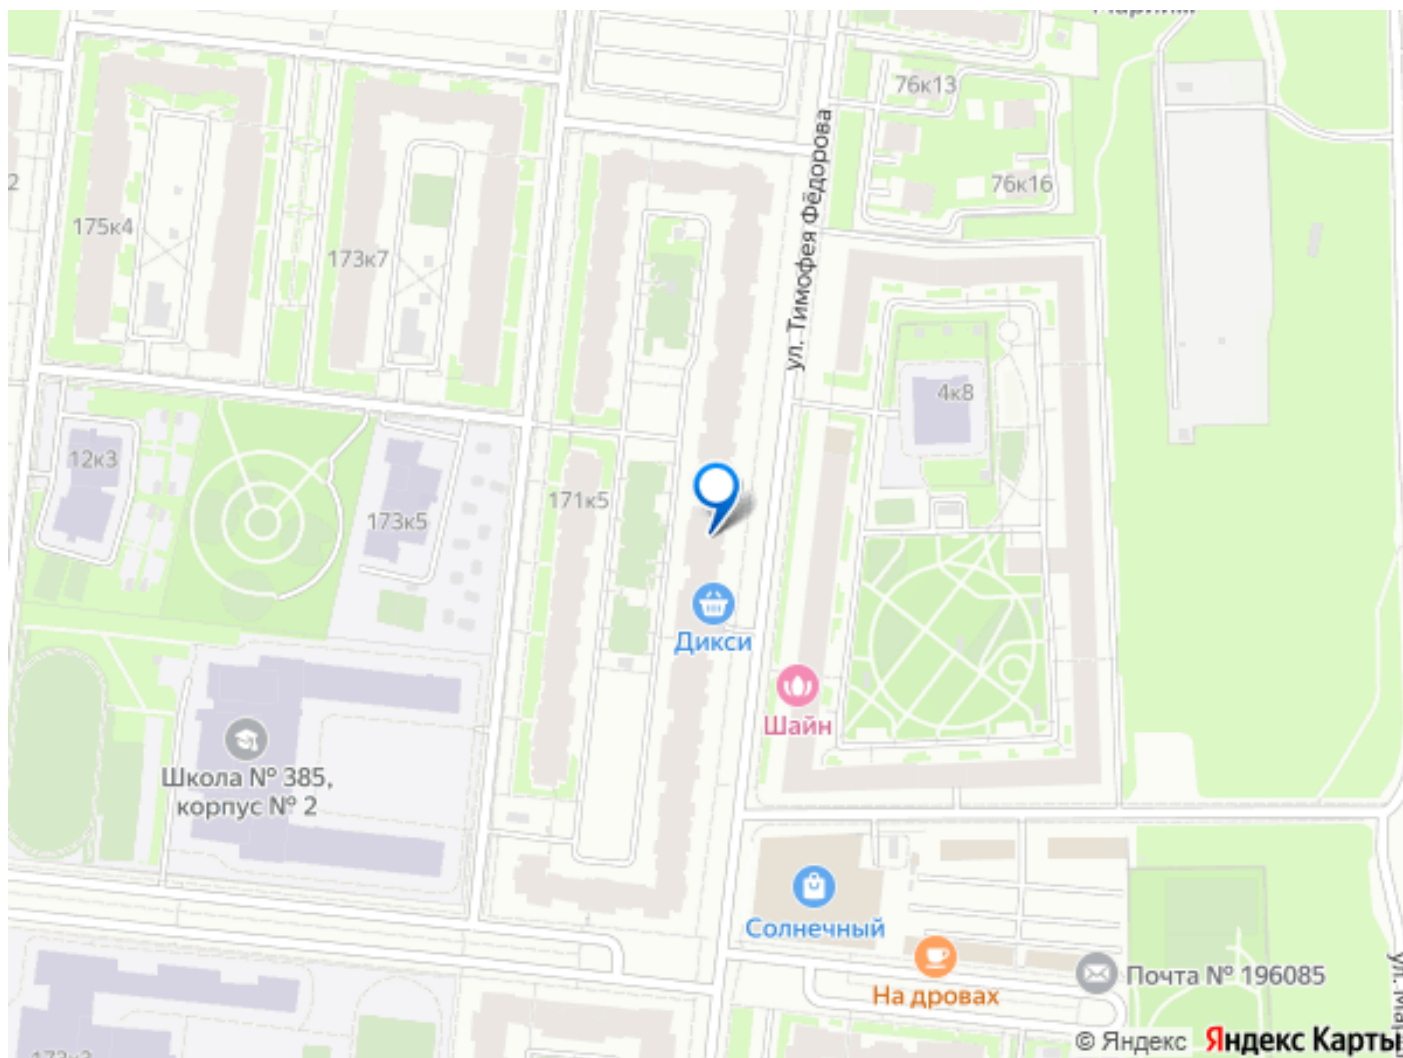 76к13
ул. Тимофея Фёдорова
76к16
2
175к4
173к7
4к8
12к3
171к5
173к5
Дикси
Шайн
Школа № 385,
корпус № 2
Солнечный
На дровах
Почта № 196085
© Яндекс Яндекс Карты